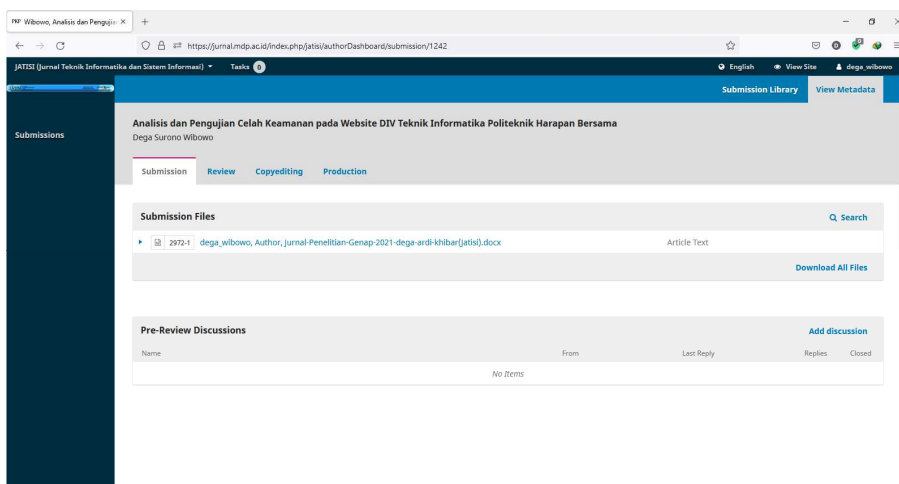 PKP Wibowo, Analisis dan Pengujian
https://jurnal.mdp.ac.id/index.php/jatisi/authorDashboard/submission/1242
JATISI (Jurnal Teknik Informatika dan Sistem Informasi) Tasks 0 English View Site dega_wibowo
Submission Library View Metadata
Submissions
Analisis dan Pengujian Celah Keamanan pada Website DIV Teknik Informatika Politeknik Harapan Bersama
Dega Surono Wibowo
Submission Review Copyediting Production
Submission Files Search
2972-1 dega_wibowo, Author, Jurnal-Penelitian-Genap-2021-dega-ardi-khibar(jatisi).docx Article Text
Download All Files
Pre-Review Discussions Add discussion
Name From Last Reply Replies Closed
No Items